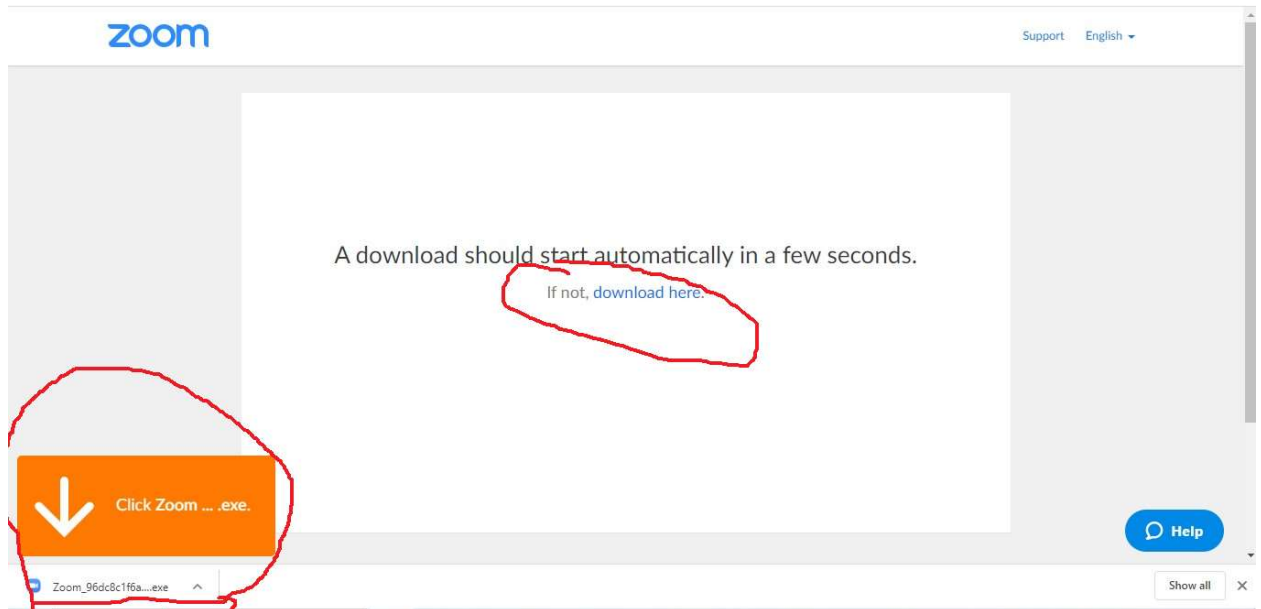 zoom
Support English
A download should start automatically in a few seconds.
If not, download here.
Click Zoom ... .exe.
Help
Zoom_96dc8c1f6a....exe
Show all